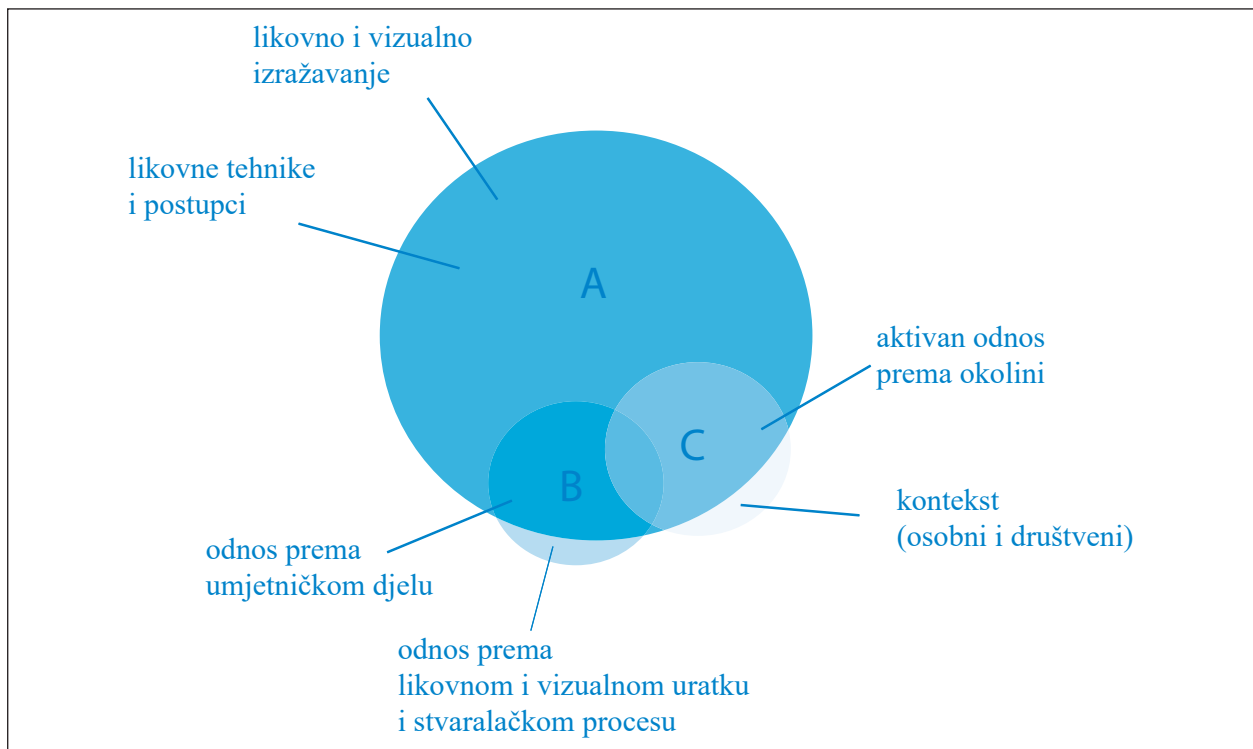 likovno i vizualno
izražavanje
likovne tehnike
i postupci
A
aktivan odnos
prema okolini
C
B
kontekst
(osobni i društveni)
odnos prema
umjetničkom djelu
odnos prema
likovnom i vizualnom uratku
i stvaralačkom procesu